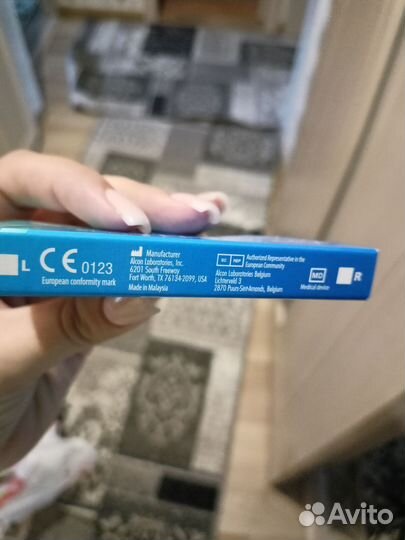 L CE 0123
European conformity mark
Manufacturer
Alcon Laboratories, Inc.
6201 South Freeway
Fort Worth, TX 76134-2099, USA
Made in Malaysia
EC REP Authorized Representative in the
European Community
Alcon Laboratories Belgium
Lichterveld 3
2870 Puurs-Sint-Amands, Belgium
MD
Medical device
R
Avito